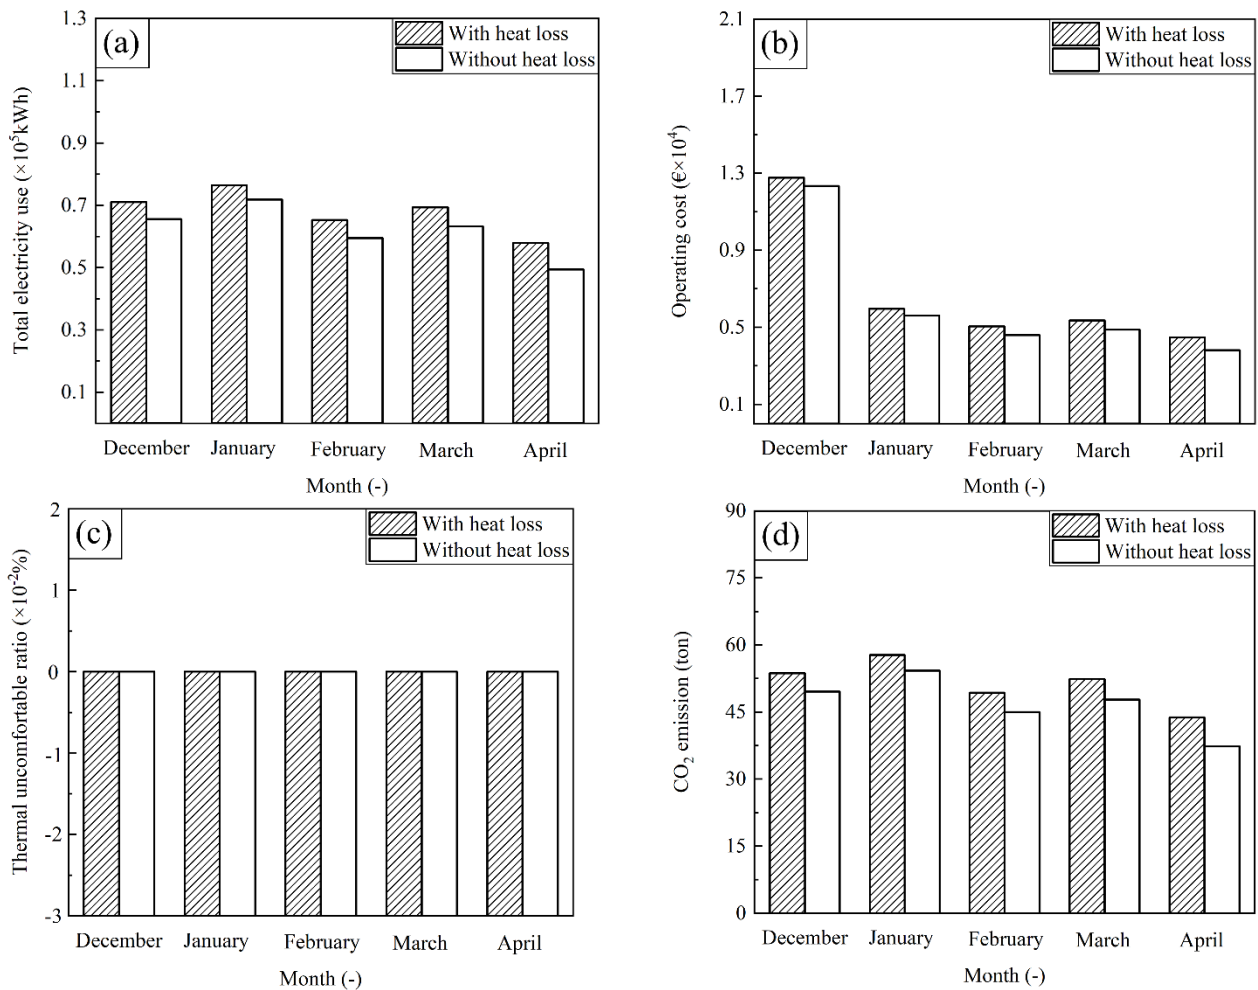 (a)
With heat loss
Without heat loss
Total electricity use (×10⁵kWh)
1.3
1.1
0.9
0.7
0.5
0.3
0.1
December January February March April
Month (-)
(b)
With heat loss
Without heat loss
Operating cost (€×10⁴)
2.1
1.7
1.3
0.9
0.5
0.1
December January February March April
Month (-)
(c)
With heat loss
Without heat loss
Thermal uncomfortable ratio (×10⁻²%)
2
1
0
-1
-2
-3
December January February March April
Month (-)
(d)
With heat loss
Without heat loss
CO₂ emission (ton)
90
75
60
45
30
15
0
December January February March April
Month (-)